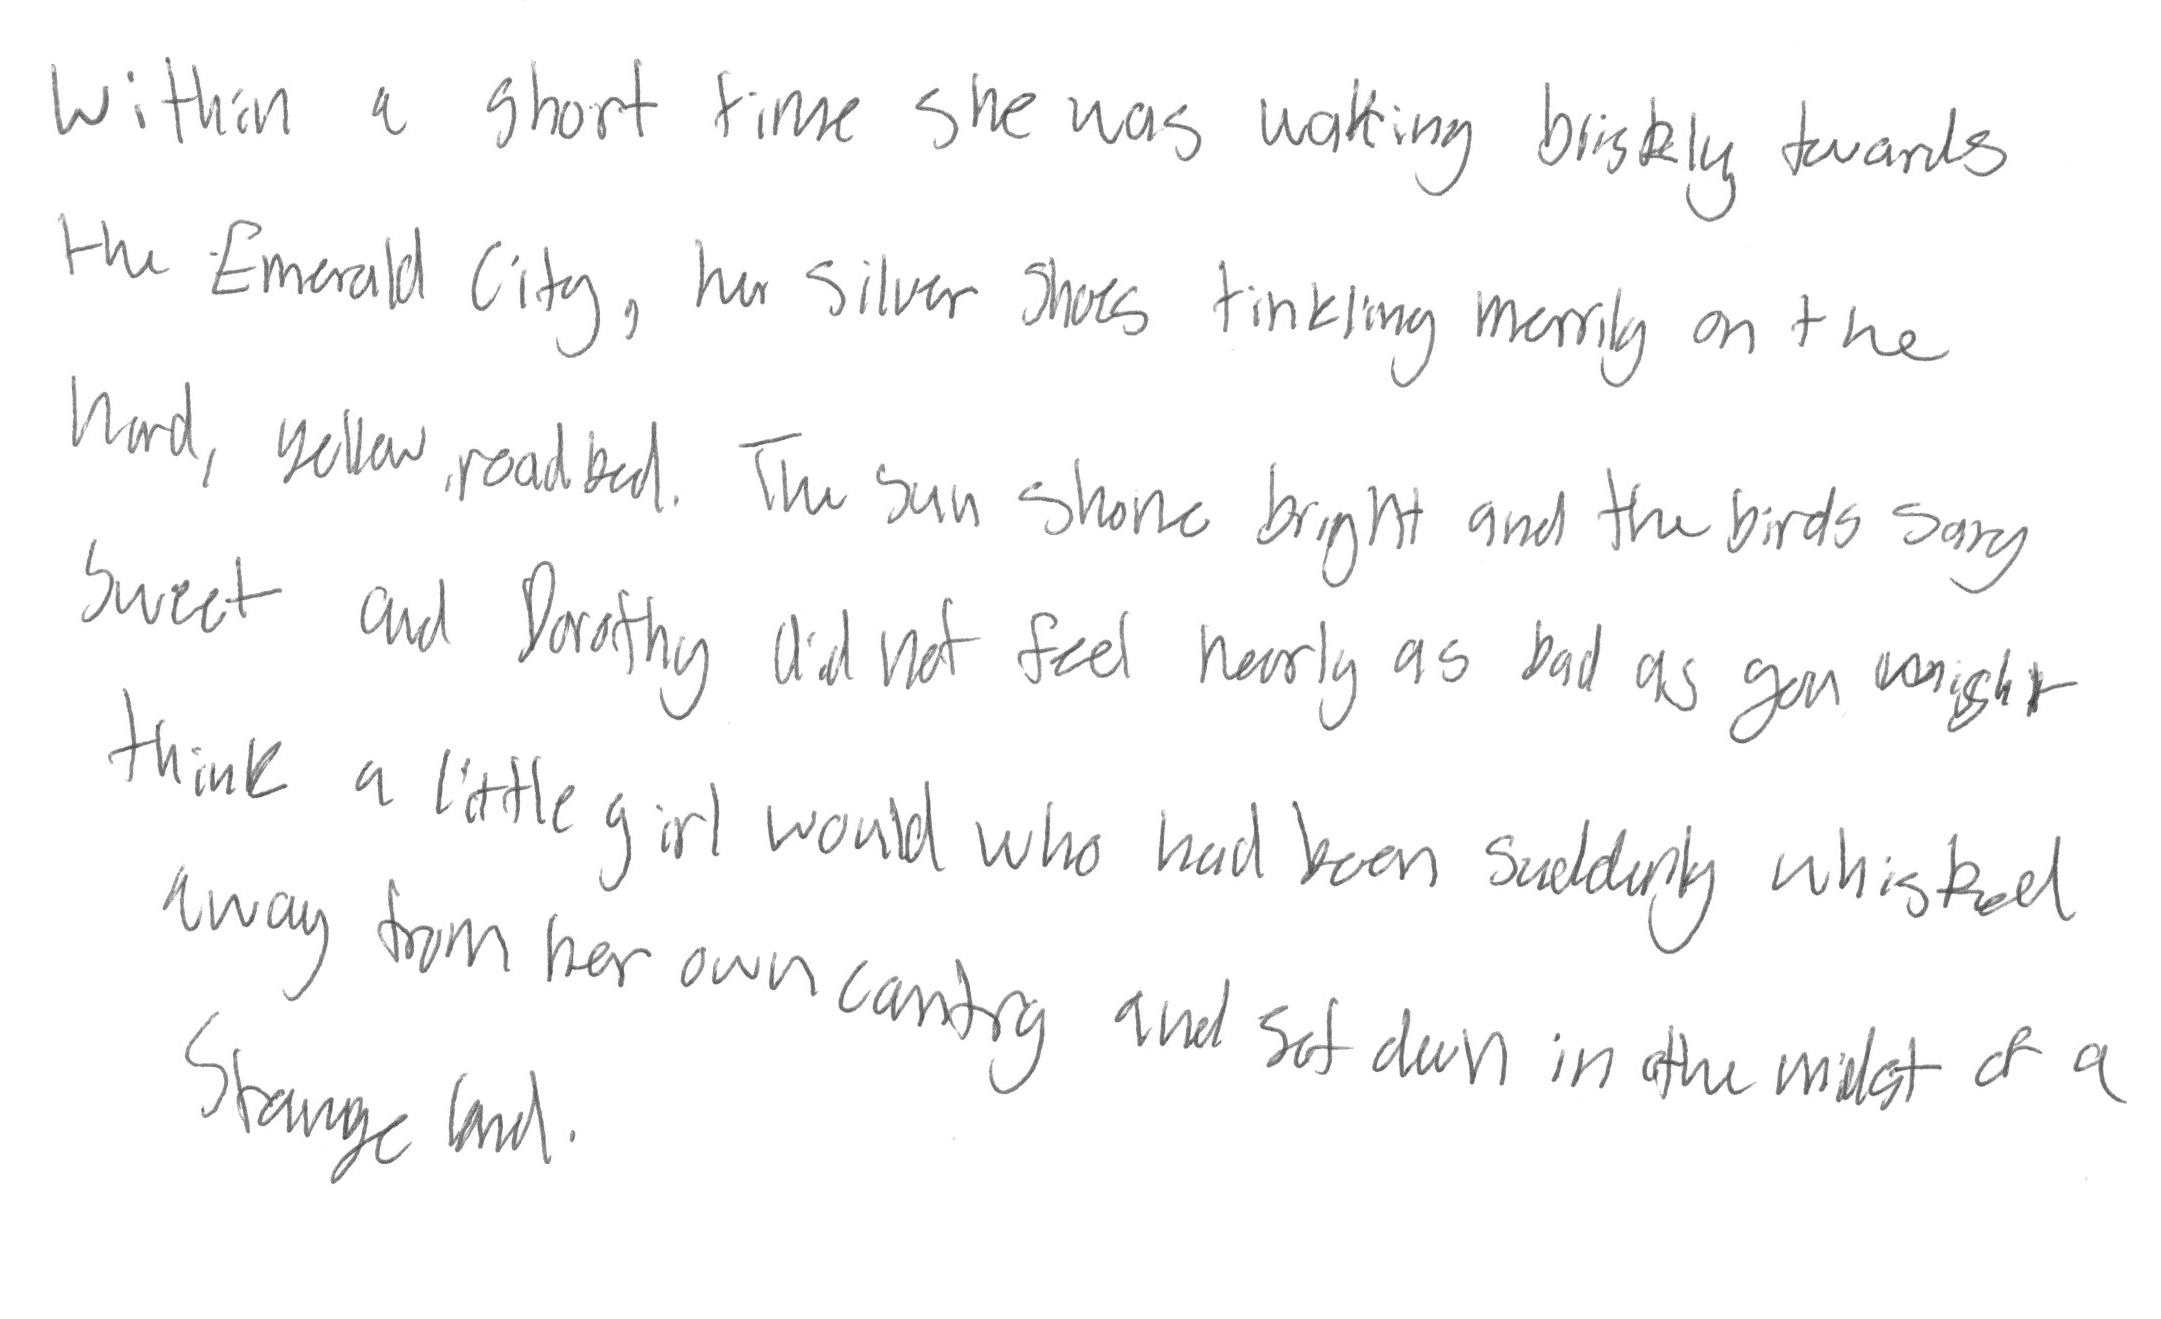 Within a short time she was walking briskly towards
the Emerald City, her silver shoes tinkling merrily on the
hard, yellow roadbed. The sun shone bright and the birds sang
sweet and Dorothy did not feel nearly as bad as you might
think a little girl would who had been suddenly whisked
away from her own country and set down in the midst of a
strange land.